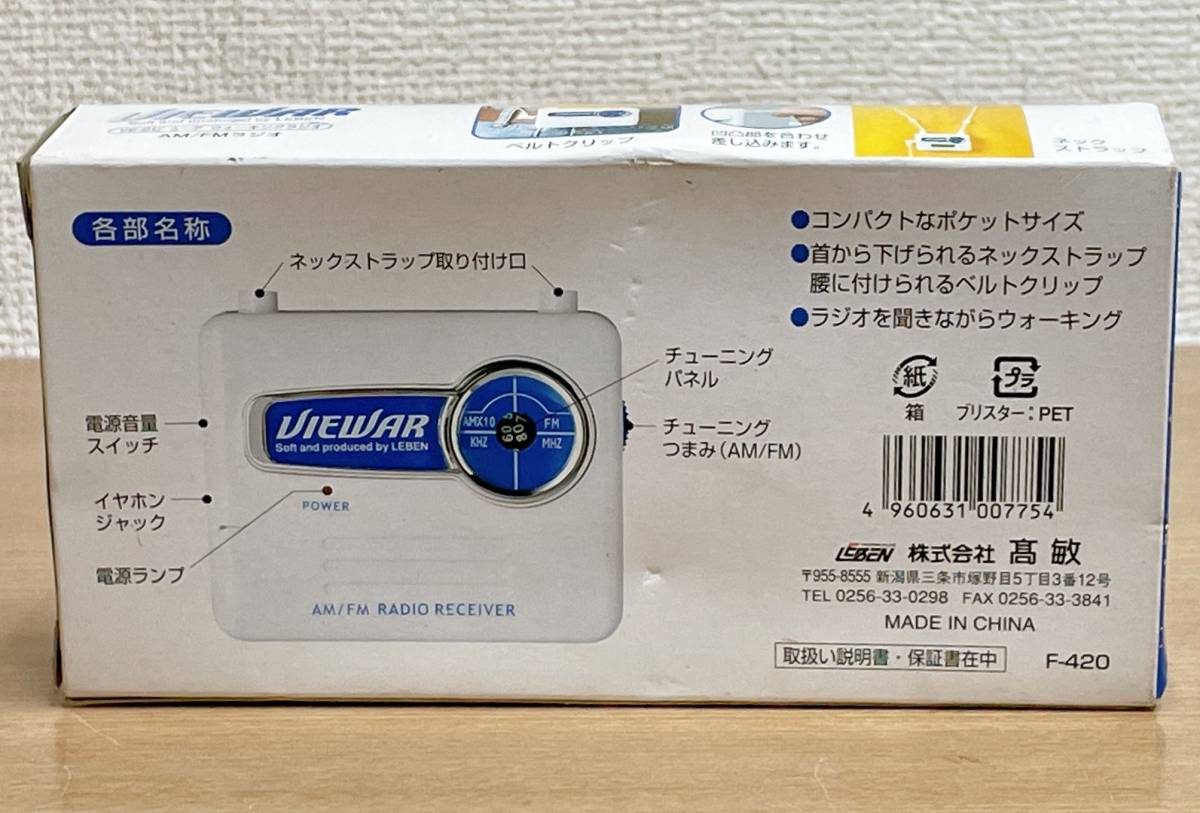 VIEWAR
AM/FMラジオ
ベルトクリップ
凹凸部を合わせ
差し込みます。
ネック
ストラップ
各部名称
ネックストラップ取り付け口
電源音量
スイッチ
イヤホン
ジャック
電源ランプ
チューニング
パネル
チューニング
つまみ(AM/FM)
VIEWAR
Soft and produced by LEBEN
AMX10
KHZ
FM
MHZ
POWER
AM/FM RADIO RECEIVER
●コンパクトなポケットサイズ
●首から下げられるネックストラップ
腰に付けられるベルトクリップ
●ラジオを聞きながらウォーキング
紙
箱
プラ
ブリスター:PET
4 960631 007754
LEBEN 株式会社 髙敏
〒955-8555 新潟県三条市塚野目5丁目3番12号
TEL 0256-33-0298 FAX 0256-33-3841
MADE IN CHINA
取扱い説明書・保証書在中
F-420